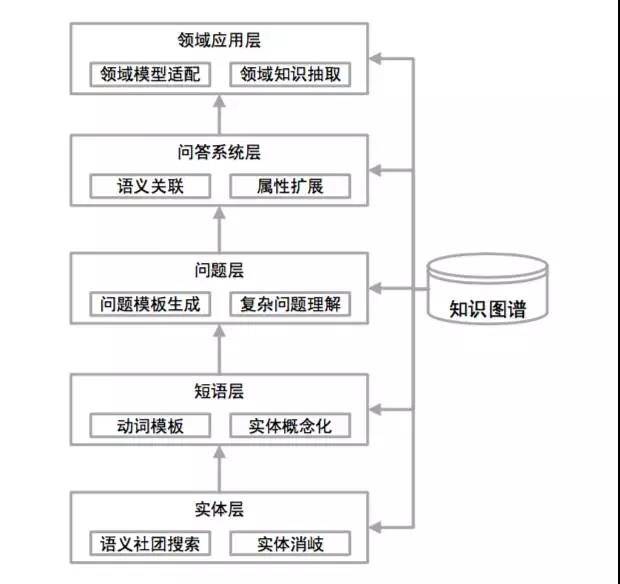 领域应用层
领域模型适配 领域知识抽取
问答系统层
语义关联 属性扩展
问题层
问题模板生成 复杂问题理解
知识图谱
短语层
动词模板 实体概念化
实体层
语义社团搜索 实体消岐